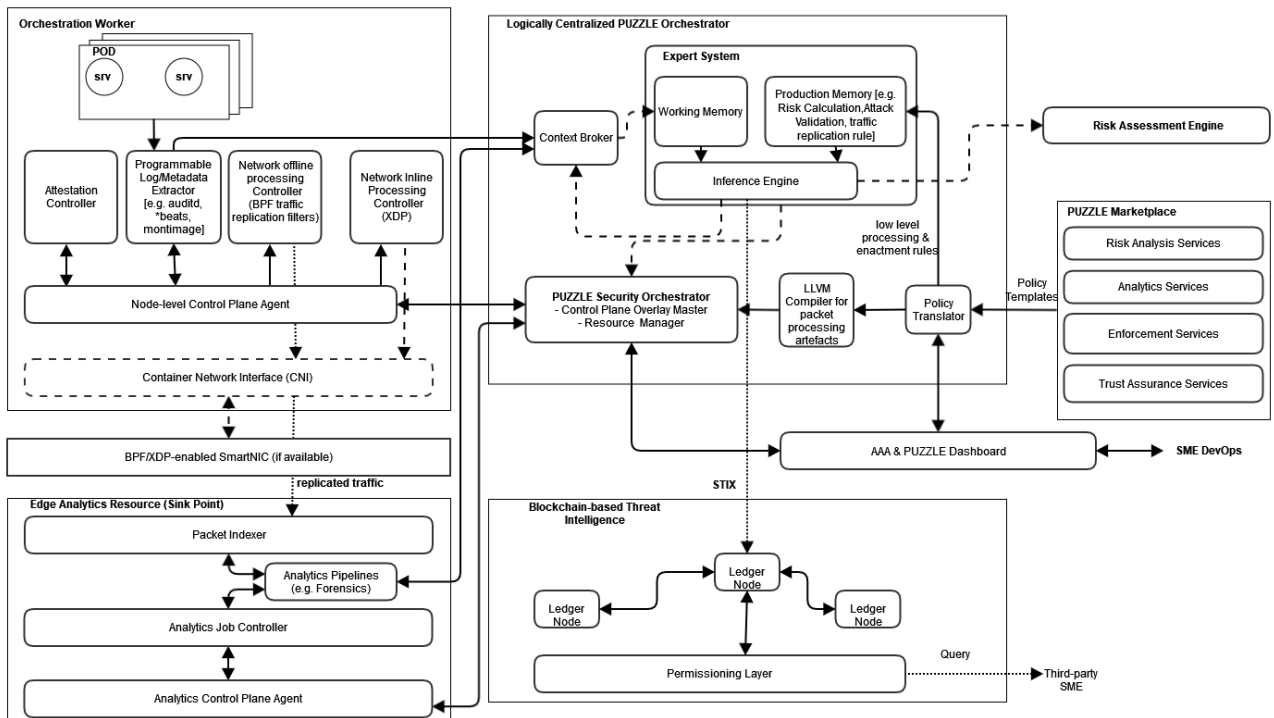 Orchestration Worker
POD
srv
srv
Attestation
Controller
Programmable
Log/Metadata
Extractor
[e.g. auditd,
*beats,
montimage]
Network offline
processing
Controller
(BPF traffic
replication filters)
Network Inline
Processing
Controller
(XDP)
Node-level Control Plane Agent
Container Network Interface (CNI)
BPF/XDP-enabled SmartNIC (if available)
replicated traffic
Edge Analytics Resource (Sink Point)
Packet Indexer
Analytics Pipelines
(e.g. Forensics)
Analytics Job Controller
Analytics Control Plane Agent
Logically Centralized PUZZLE Orchestrator
Expert System
Context Broker
Working Memory
Production Memory [e.g.
Risk Calculation,Attack
Validation, traffic
replication rule]
Inference Engine
low level
processing &
enactment rules
PUZZLE Security Orchestrator
- Control Plane Overlay Master
- Resource Manager
LLVM
Compiler for
packet
processing
artefacts
Policy
Translator
Policy
Templates
Risk Assessment Engine
PUZZLE Marketplace
Risk Analysis Services
Analytics Services
Enforcement Services
Trust Assurance Services
AAA & PUZZLE Dashboard
SME DevOps
STIX
Blockchain-based Threat
Intelligence
Ledger
Node
Ledger
Node
Ledger
Node
Permissioning Layer
Query
Third-party
SME